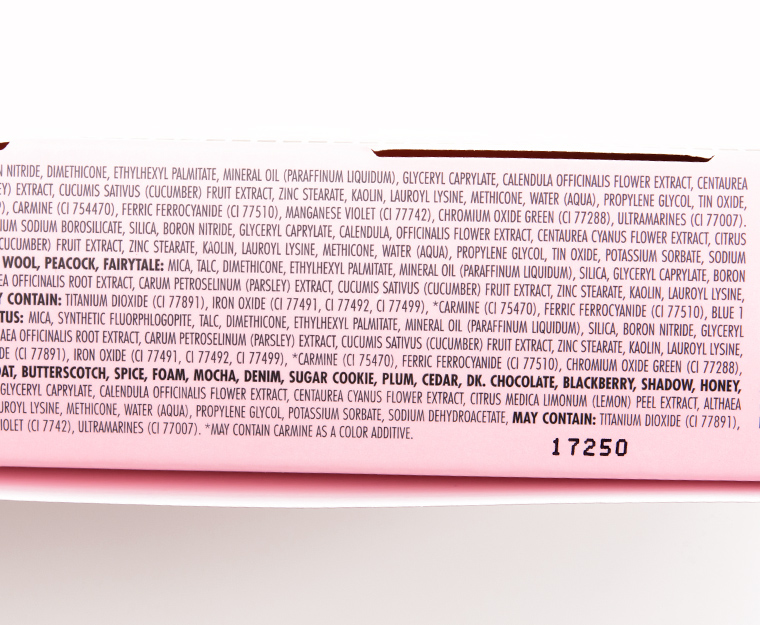 N NITRIDE, DIMETHICONE, ETHYLHEXYL PALMITATE, MINERAL OIL (PARAFFINUM LIQUIDUM), GLYCERYL CAPRYLATE, CALENDULA OFFICINALIS FLOWER EXTRACT, CENTAUREA
EY) EXTRACT, CUCUMIS SATIVUS (CUCUMBER) FRUIT EXTRACT, ZINC STEARATE, KAOLIN, LAUROYL LYSINE, METHICONE, WATER (AQUA), PROPYLENE GLYCOL, TIN OXIDE,
), CARMINE (CI 754470), FERRIC FERROCYANIDE (CI 77510), MANGANESE VIOLET (CI 77742), CHROMIUM OXIDE GREEN (CI 77288), ULTRAMARINES (CI 77007).
IUM SODIUM BOROSILICATE, SILICA, BORON NITRIDE, GLYCERYL CAPRYLATE, CALENDULA, OFFICINALIS FLOWER EXTRACT, CENTAUREA CYANUS FLOWER EXTRACT, CITRUS
CUCUMBER) FRUIT EXTRACT, ZINC STEARATE, KAOLIN, LAUROYL LYSINE, METHICONE, WATER (AQUA), PROPYLENE GLYCOL, TIN OXIDE, POTASSIUM SORBATE, SODIUM
WOOL, PEACOCK, FAIRYTALE: MICA, TALC, DIMETHICONE, ETHYLHEXYL PALMITATE, MINERAL OIL (PARAFFINUM LIQUIDUM), SILICA, GLYCERYL CAPRYLATE, BORON
EA OFFICINALIS ROOT EXTRACT, CARUM PETROSELINUM (PARSLEY) EXTRACT, CUCUMIS SATIVUS (CUCUMBER) FRUIT EXTRACT, ZINC STEARATE, KAOLIN, LAUROYL LYSINE,
Y CONTAIN: TITANIUM DIOXIDE (CI 77891), IRON OXIDE (CI 77491, CI 77492, CI 77499), *CARMINE (CI 75470), FERRIC FERROCYANIDE (CI 77510), BLUE 1
TUS: MICA, SYNTHETIC FLUORPHLOGOPITE, TALC, DIMETHICONE, ETHYLHEXYL PALMITATE, MINERAL OIL (PARAFFINUM LIQUIDUM), SILICA, BORON NITRIDE, GLYCERYL
AEA OFFICINALIS ROOT EXTRACT, CARUM PETROSELINUM (PARSLEY) EXTRACT, CUCUMIS SATIVUS (CUCUMBER) FRUIT EXTRACT, ZINC STEARATE, KAOLIN, LAUROYL LYSINE,
DE (CI 77891), IRON OXIDE (CI 77491, CI 77492, CI 77499), *CARMINE (CI 75470), FERRIC FERROCYANIDE (CI 77510), CHROMIUM OXIDE GREEN (CI 77288),
OAT, BUTTERSCOTCH, SPICE, FOAM, MOCHA, DENIM, SUGAR COOKIE, PLUM, CEDAR, DK. CHOCOLATE, BLACKBERRY, SHADOW, HONEY,
GLYCERYL CAPRYLATE, CALENDULA OFFICINALIS FLOWER EXTRACT, CENTAUREA CYANUS FLOWER EXTRACT, CITRUS MEDICA LIMONUM (LEMON) PEEL EXTRACT, ALTHAEA
UROYL LYSINE, METHICONE, WATER (AQUA), PROPYLENE GLYCOL, POTASSIUM SORBATE, SODIUM DEHYDROACETATE, MAY CONTAIN: TITANIUM DIOXIDE (CI 77891),
IOLET (CI 7742), ULTRAMARINES (CI 77007). *MAY CONTAIN CARMINE AS A COLOR ADDITIVE.
17250